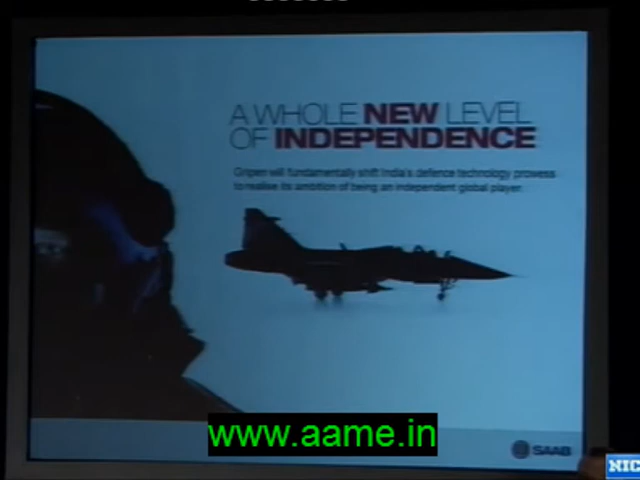 A WHOLE NEW LEVEL
OF INDEPENDENCE
Gripen will fundamentally shift India's defence technology prowess
to realise its ambition of being an independent global player.
www.aame.in
SAAB
NIC